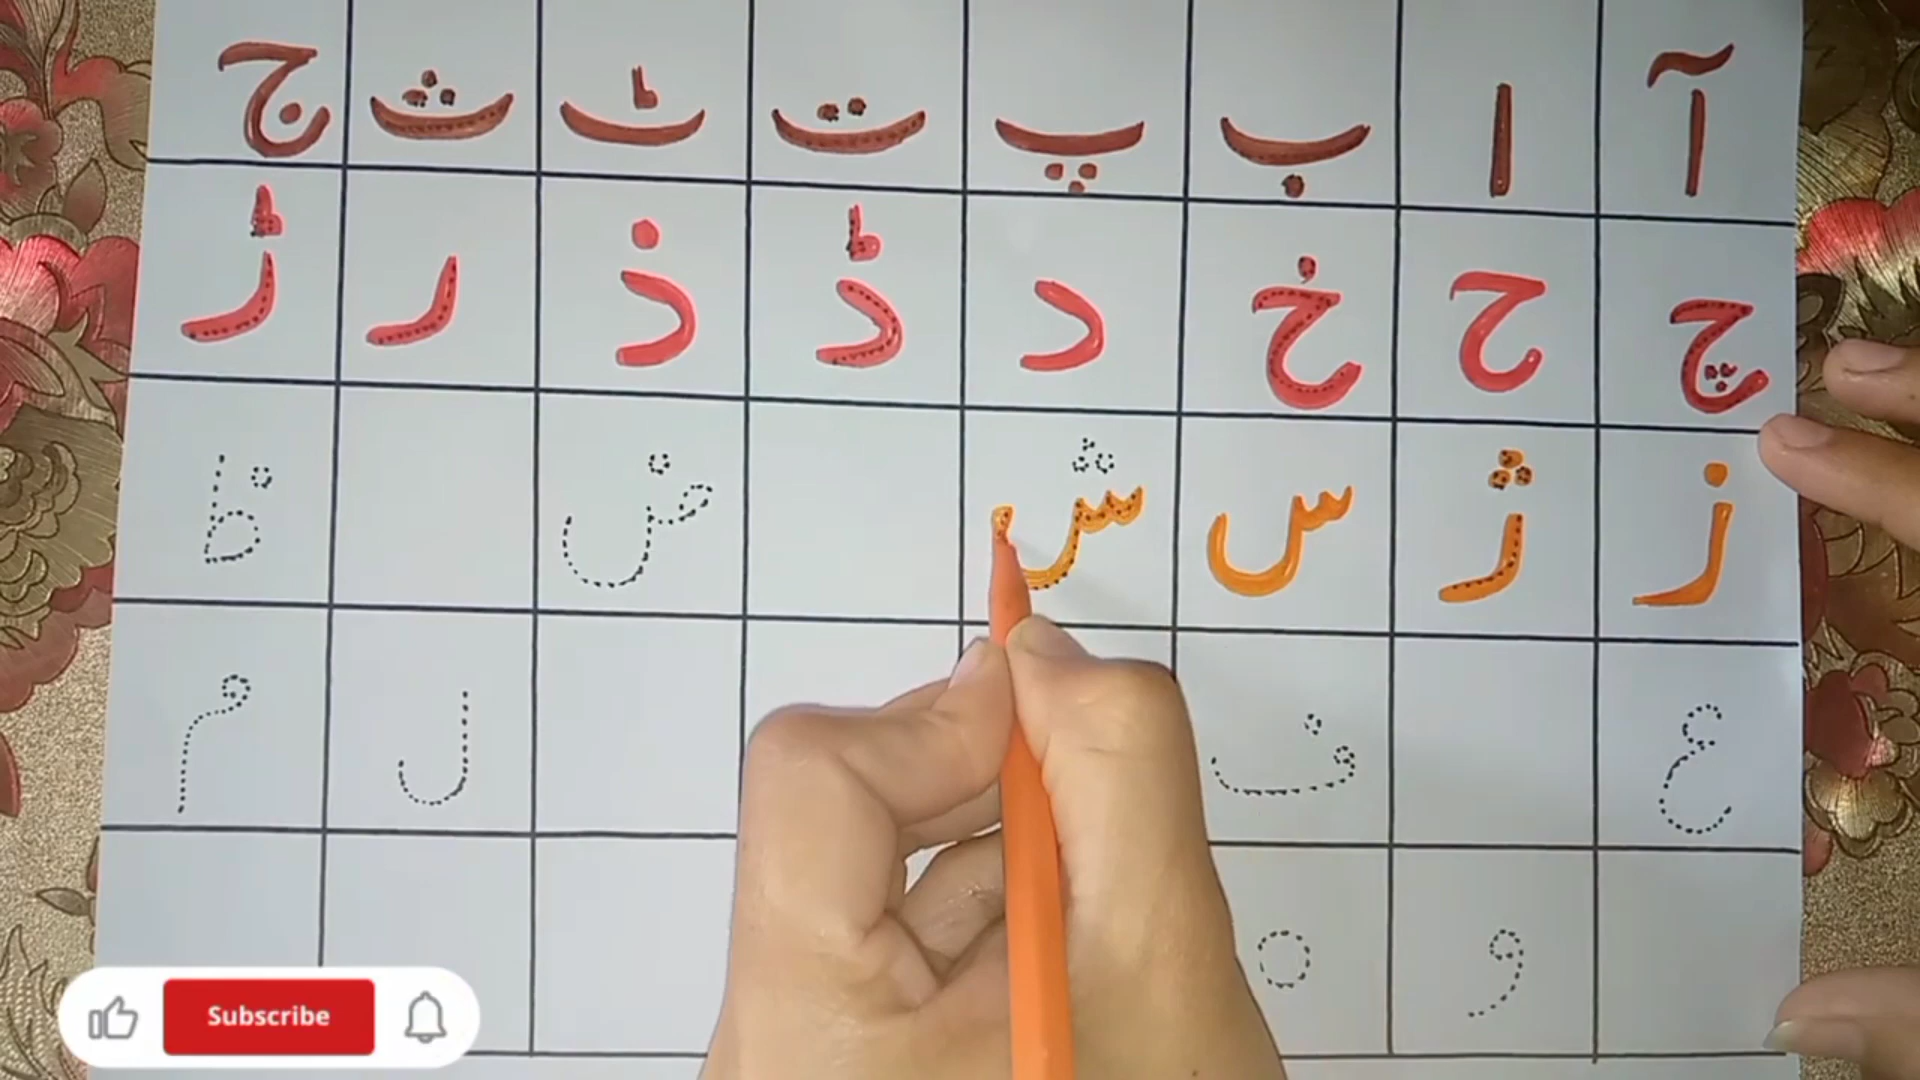 آ ا ب پ ت ٹ ث ج
چ ح خ د ڈ ذ ر ڑ
ز ژ س ش ض ظ
ع ف ل م
و ہ
Subscribe